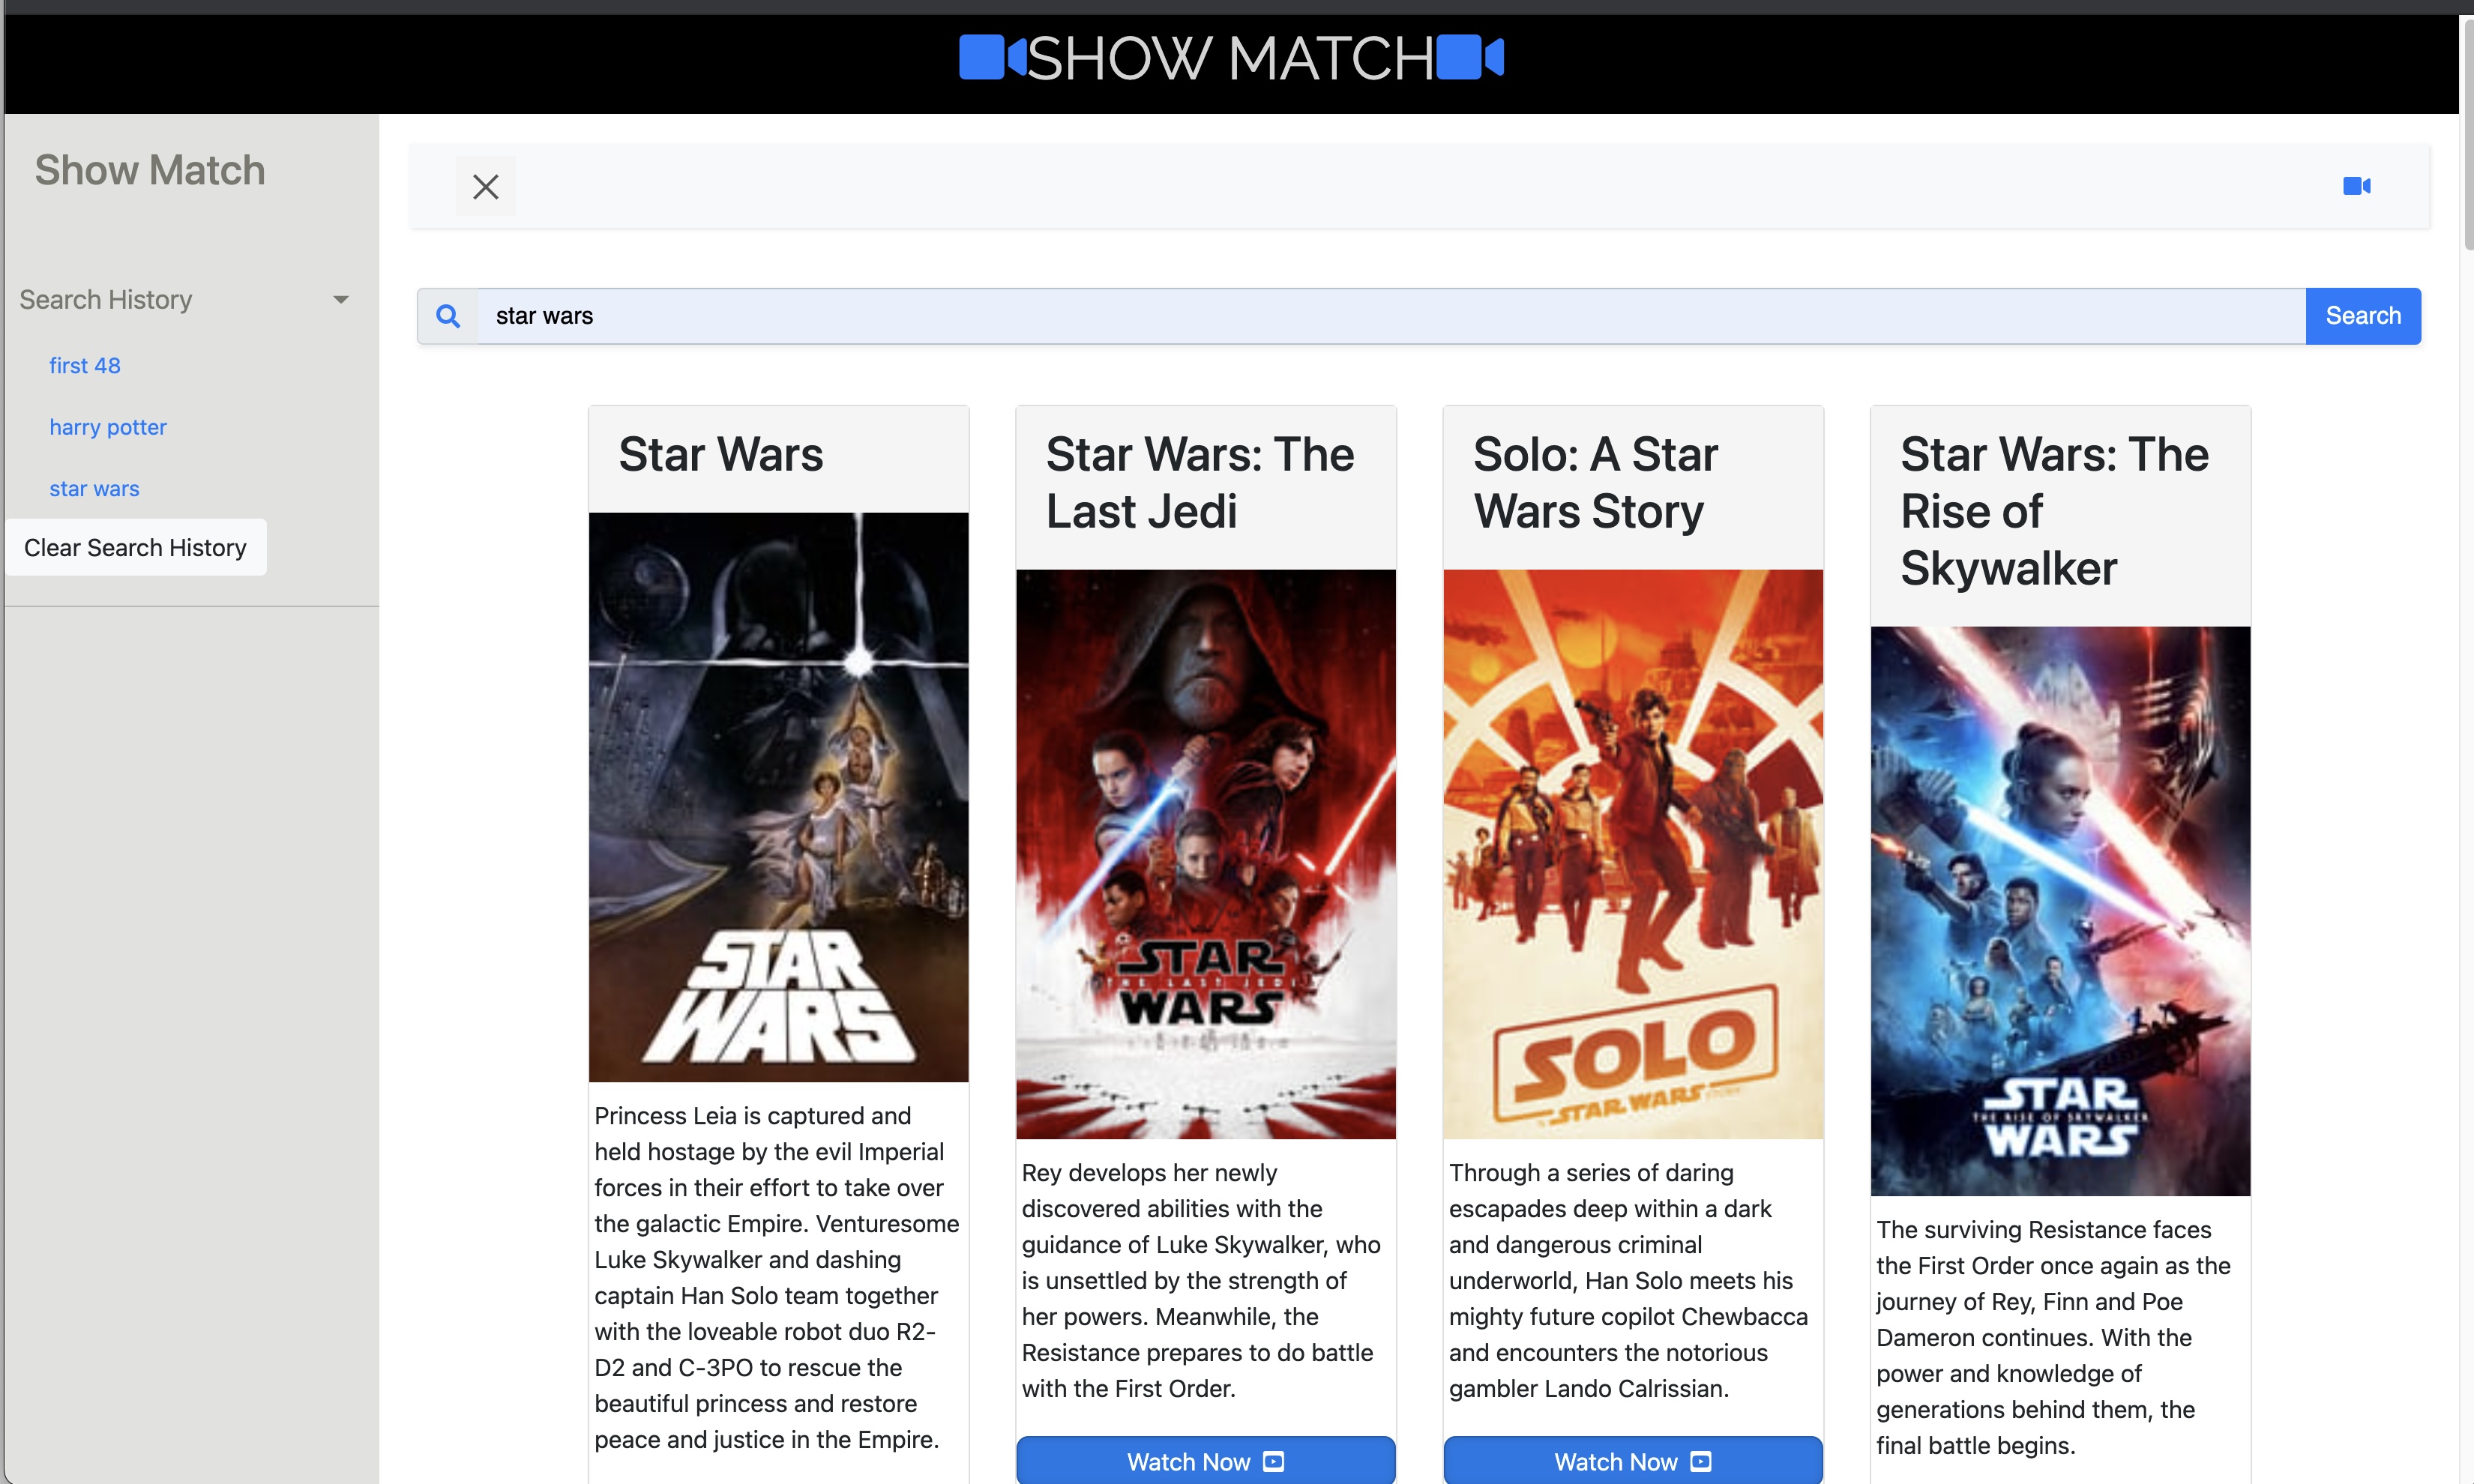 SHOW MATCH
Show Match
Search History
first 48
harry potter
star wars
Clear Search History
star wars
Search
Star Wars
STAR
WARS
Princess Leia is captured and
held hostage by the evil Imperial
forces in their effort to take over
the galactic Empire. Venturesome
Luke Skywalker and dashing
captain Han Solo team together
with the loveable robot duo R2-
D2 and C-3PO to rescue the
beautiful princess and restore
peace and justice in the Empire.
Star Wars: The
Last Jedi
STAR
THE LAST JEDI
WARS
Rey develops her newly
discovered abilities with the
guidance of Luke Skywalker, who
is unsettled by the strength of
her powers. Meanwhile, the
Resistance prepares to do battle
with the First Order.
Watch Now
Solo: A Star
Wars Story
SOLO
A STAR WARS STORY
Through a series of daring
escapades deep within a dark
and dangerous criminal
underworld, Han Solo meets his
mighty future copilot Chewbacca
and encounters the notorious
gambler Lando Calrissian.
Watch Now
Star Wars: The
Rise of
Skywalker
STAR
THE RISE OF SKYWALKER
WARS
The surviving Resistance faces
the First Order once again as the
journey of Rey, Finn and Poe
Dameron continues. With the
power and knowledge of
generations behind them, the
final battle begins.